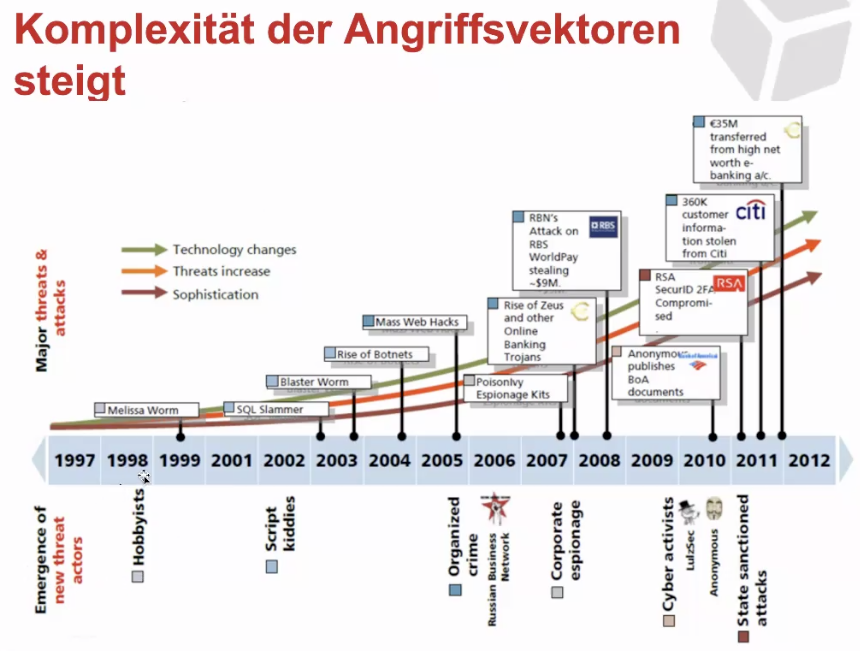 Komplexität der Angriffsvektoren
steigt
€35M
transferred
from high net
worth e-
banking a/c.
360K
customer
informa-
tion stolen
from Citi
citi
RBN's
Attack on
RBS
WorldPay
stealing
~$9M.
RBS
Technology changes
Threats increase
Sophistication
RSA
SecurID 2FA
Compromi-
sed
.
RSA
Rise of Zeus
and other
Online
Banking
Trojans
Mass Web Hacks
Rise of Botnets
Anonymous
publishes
BoA
documents
Blaster Worm
PoisonIvy
Espionage Kits
Melissa Worm
SQL Slammer
Major threats &
attacks
1997 1998 1999 2001 2002 2003 2004 2005 2006 2007 2008 2009 2010 2011 2012
Emergence of
new threat
actors
Hobbyists
Script
kiddies
Organized
crime
Russian Business
Network
Corporate
espionage
Cyber activists
LulzSec
Anonymous
State sanctioned
attacks